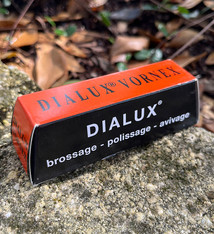 DIALUX® VORNEX
DIALUX®
brossage - polissage - avivage